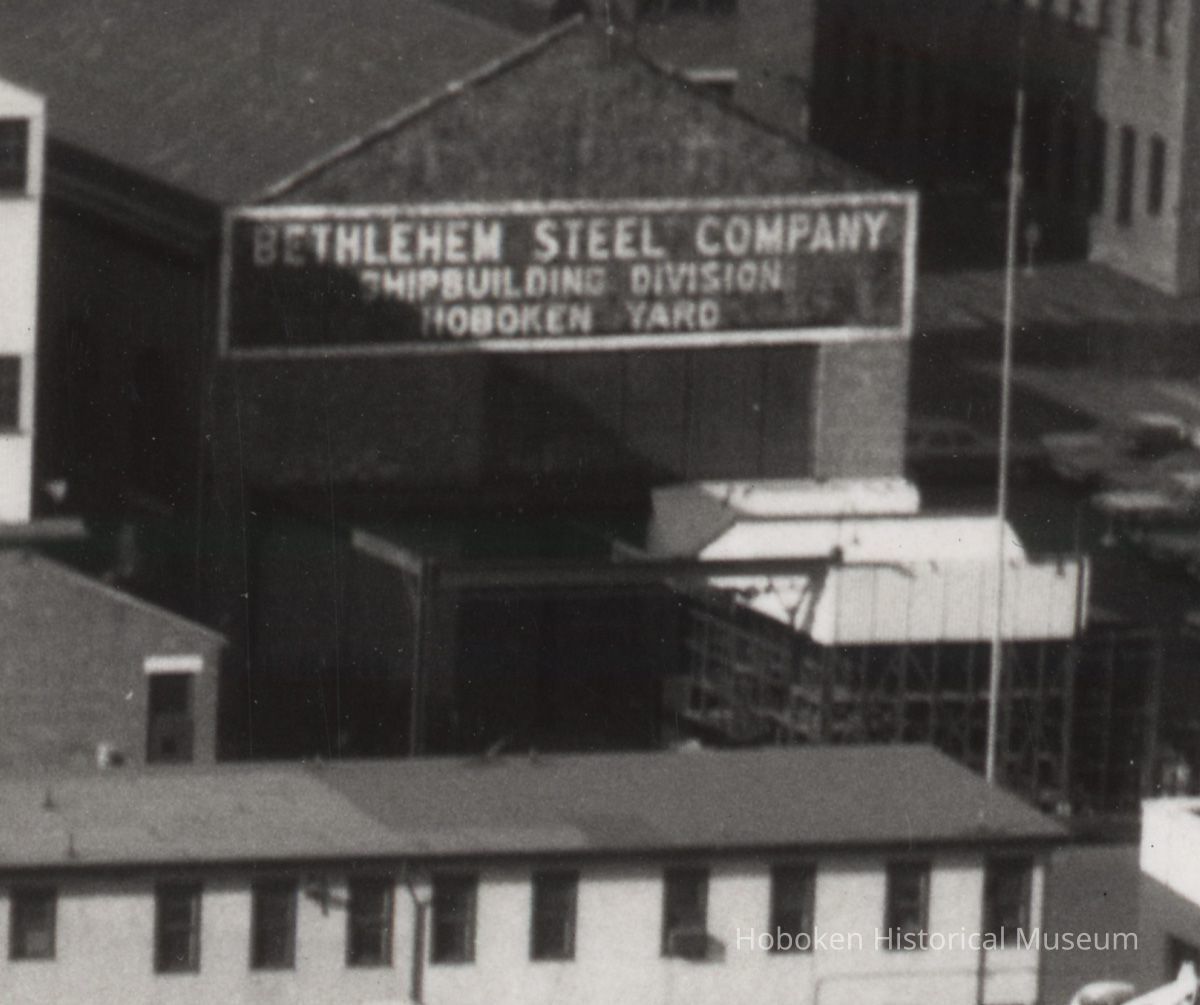 BETHLEHEM STEEL COMPANY
SHIPBUILDING DIVISION
HOBOKEN YARD
Hoboken Historical Museum